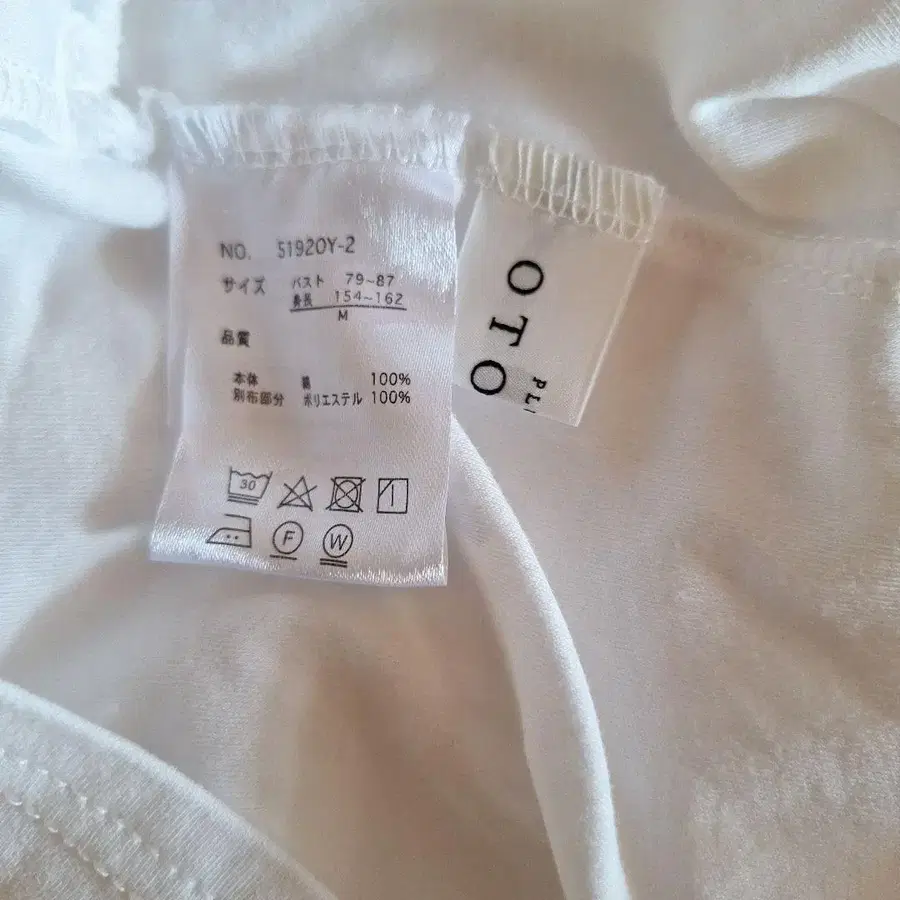 NO. 51920Y-2
サイズ バスト 79~87
身長 154~162
M
品質
本体 綿 100%
別布部分 ポリエステル 100%
30
F
W
OTO